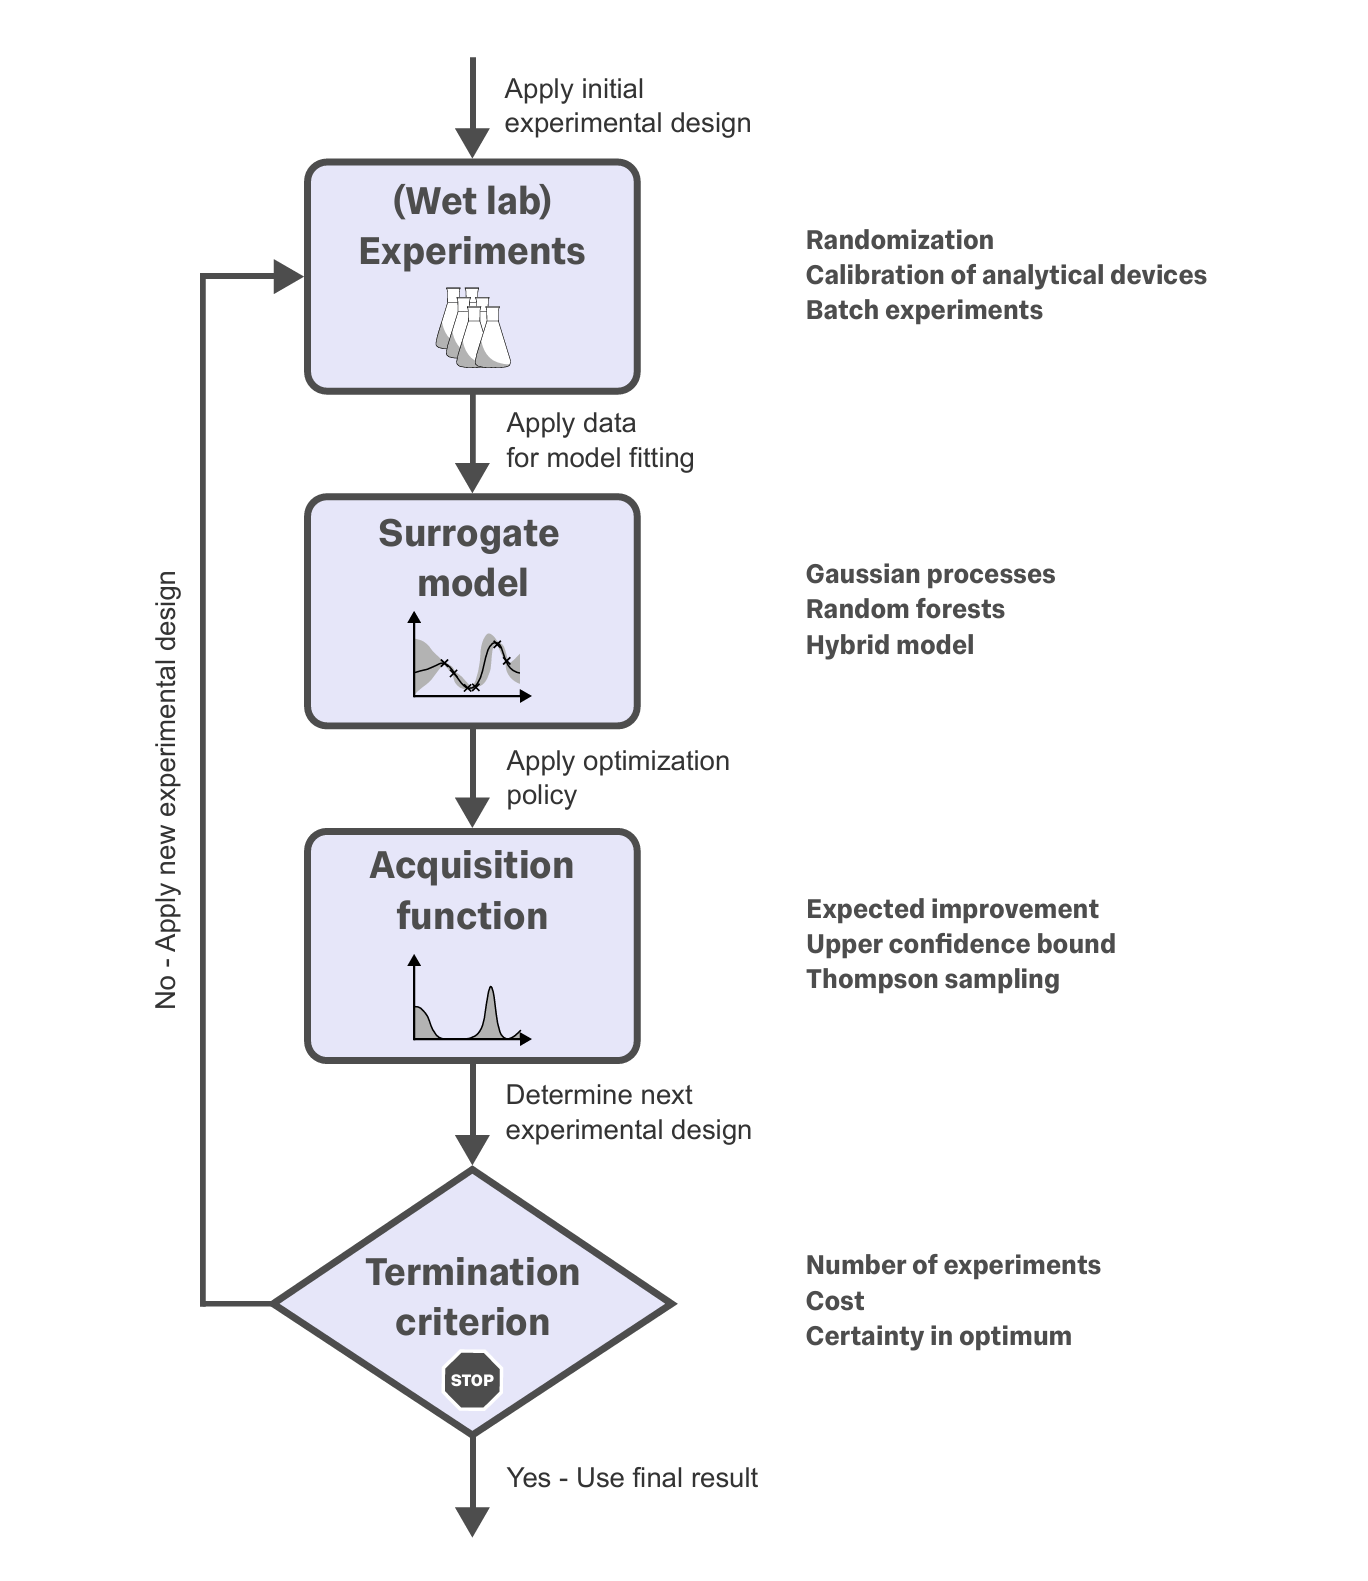 Apply initial
experimental design
(Wet lab)
Experiments
Randomization
Calibration of analytical devices
Batch experiments
Apply data
for model fitting
Surrogate
model
Gaussian processes
Random forests
Hybrid model
Apply optimization
policy
Acquisition
function
Expected improvement
Upper confidence bound
Thompson sampling
Determine next
experimental design
Termination
criterion
STOP
Number of experiments
Cost
Certainty in optimum
Yes - Use final result
No - Apply new experimental design